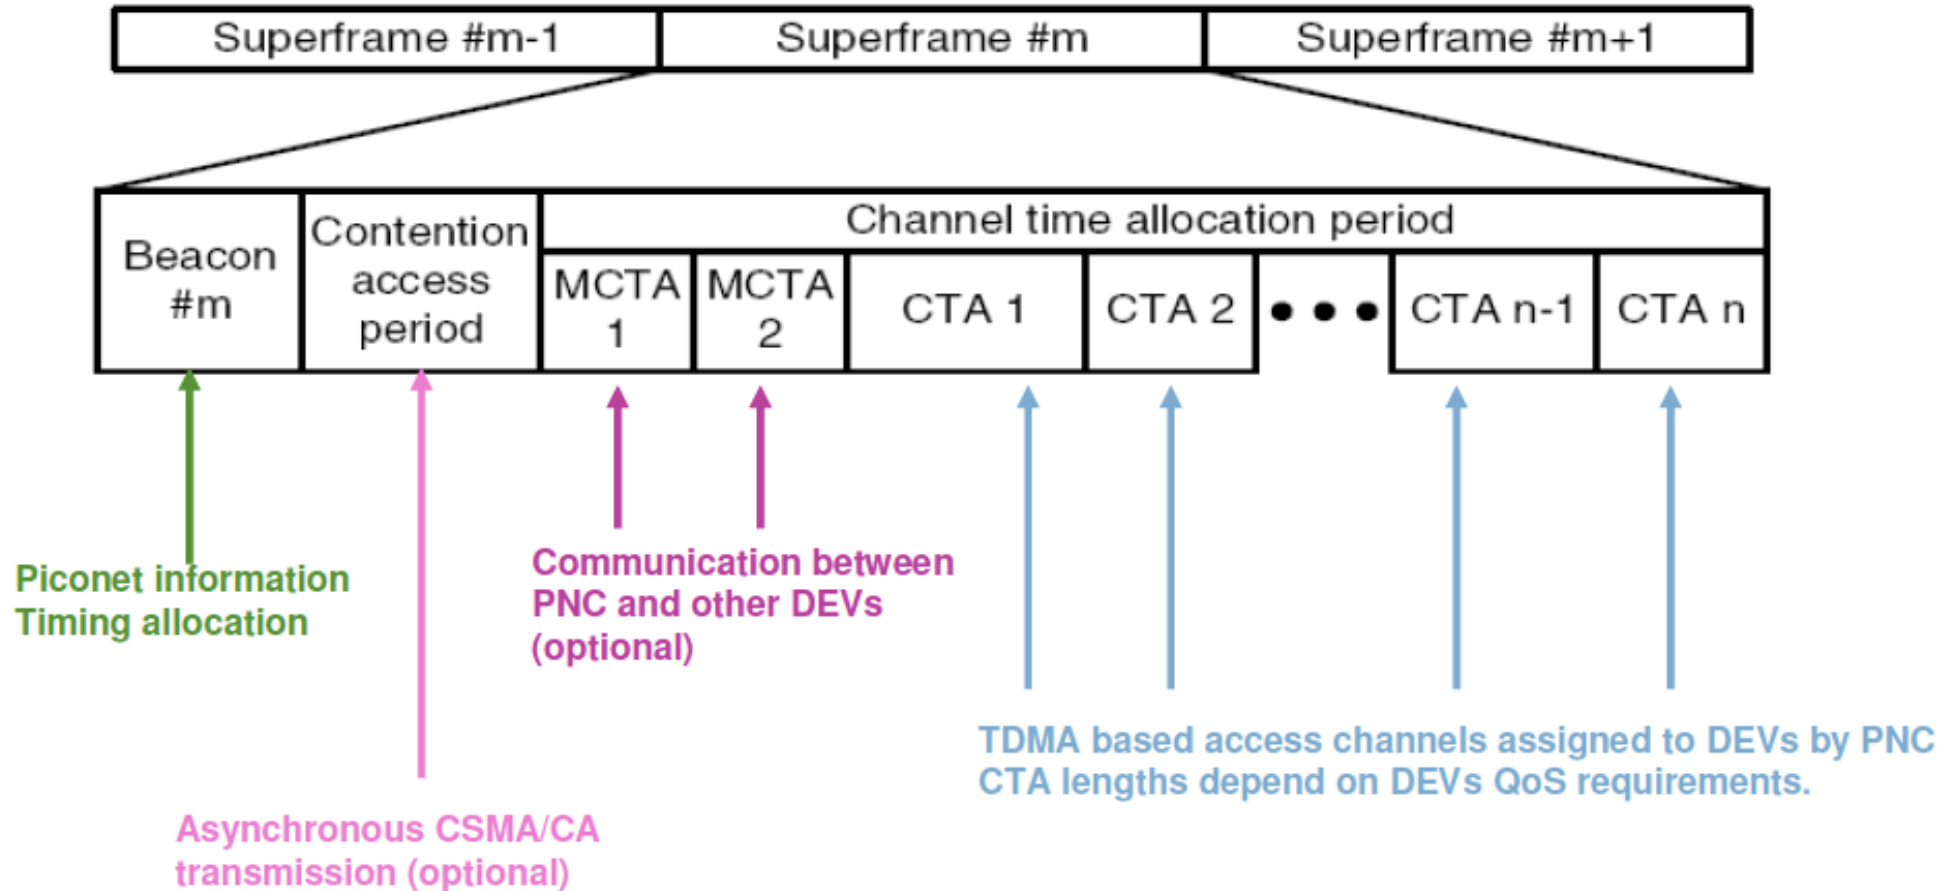 Superframe #m-1
Superframe #m
Superframe #m+1
Beacon
#m
Contention
access
period
Channel time allocation period
MCTA
1
MCTA
2
CTA 1
CTA 2
CTA n-1
CTA n
Piconet information
Timing allocation
Communication between
PNC and other DEVs
(optional)
TDMA based access channels assigned to DEVs by PNC
CTA lengths depend on DEVs QoS requirements.
Asynchronous CSMA/CA
transmission (optional)